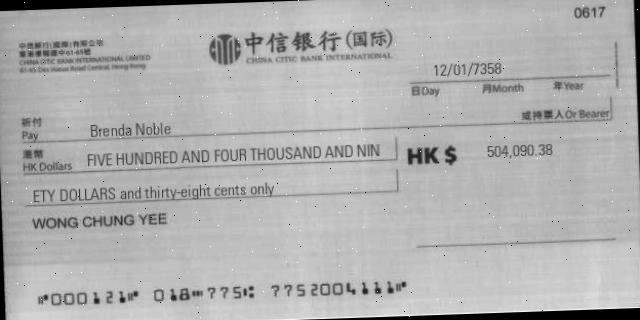 0617
中信銀行(國際)有限公司
香港德輔道中61-65號
CHINA CITIC BANK INTERNATIONAL LIMITED
61-65 Des Voeux Road Central, Hong Kong
中信银行(国际)
CHINA CITIC BANK INTERNATIONAL
12/01/7358
日Day 月Month 年Year
祈付
Pay Brenda Noble 或持票人Or Bearer
港幣
HK Dollars FIVE HUNDRED AND FOUR THOUSAND AND NIN HK $ 504,090.38
ETY DOLLARS and thirty-eight cents only
WONG CHUNG YEE
⑈000121⑈ 018⑉775⑆ 7752004111⑈